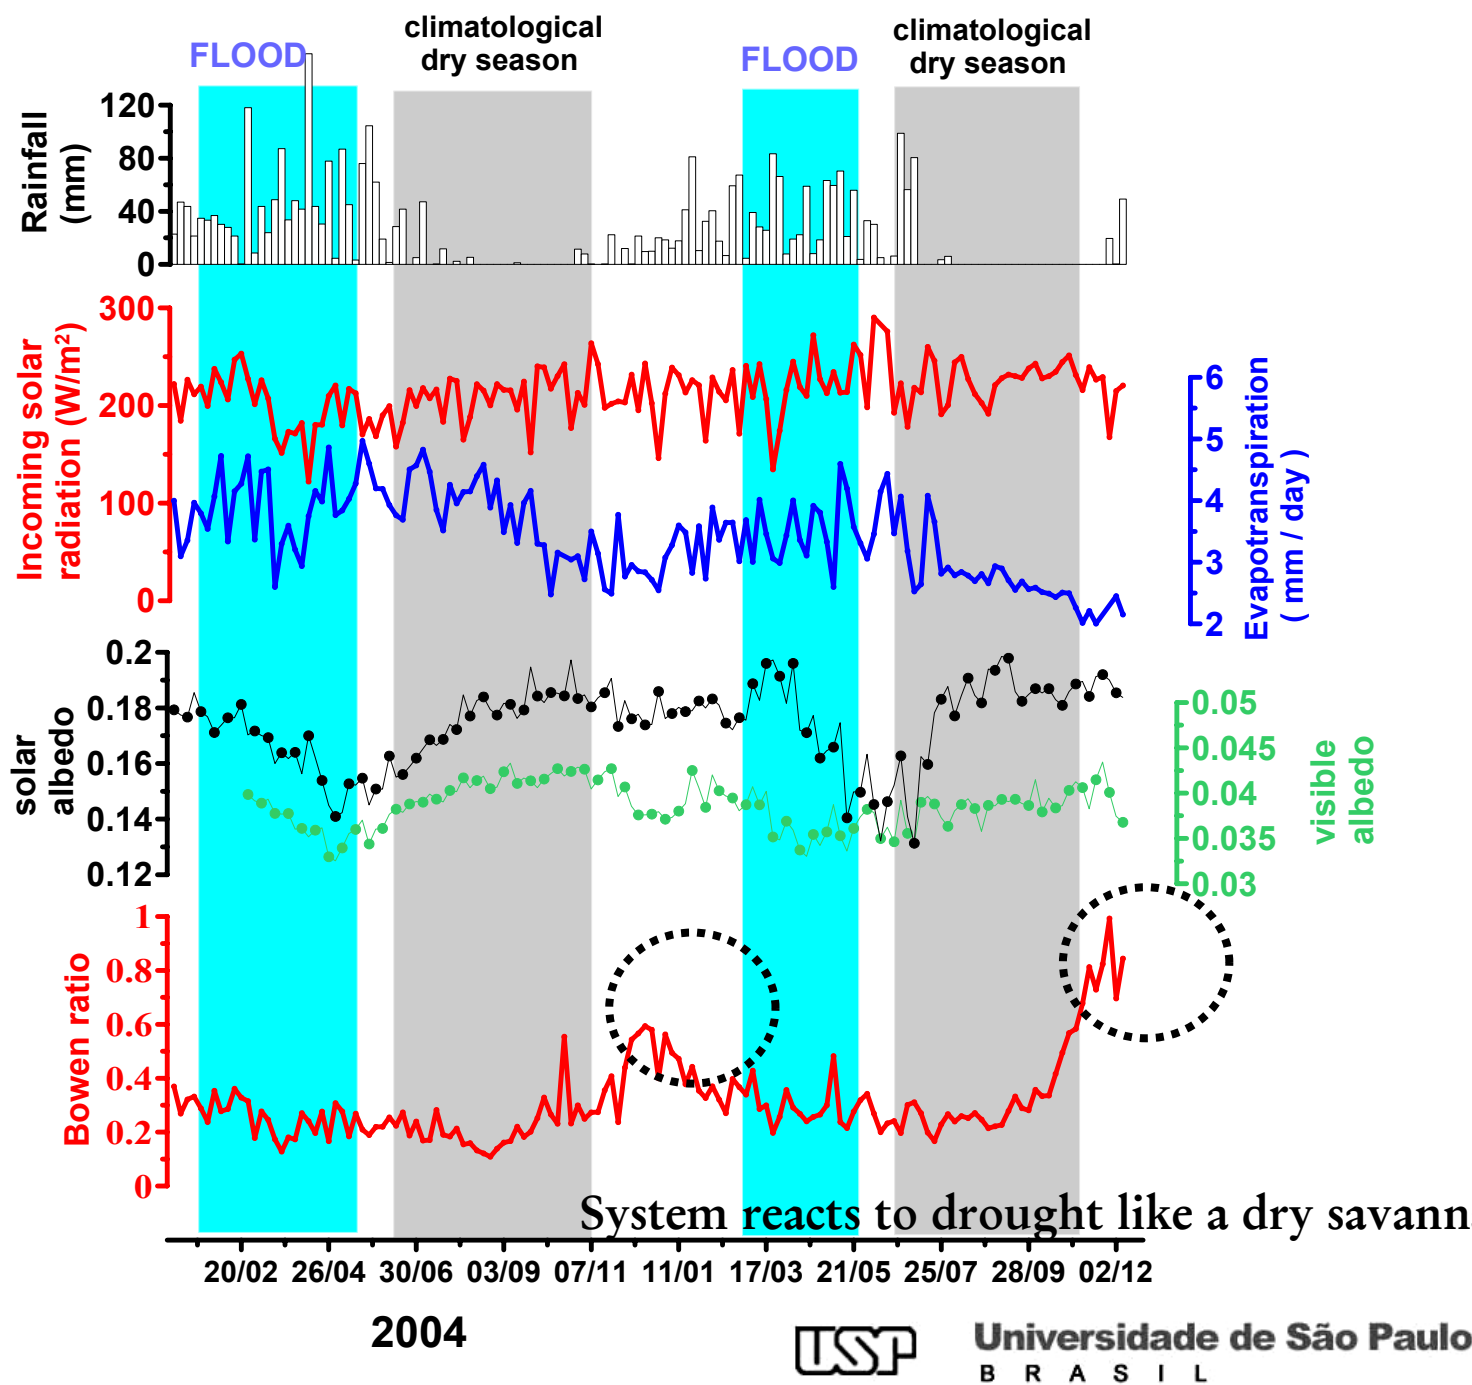 climatological
dry season
climatological
dry season
FLOOD
FLOOD
Rainfall
(mm)
120
80
40
0
Incoming solar
radiation (W/m²)
300
200
100
0
Evapotranspiration
( mm / day )
6
5
4
3
2
solar
albedo
0.2
0.18
0.16
0.14
0.12
visible
albedo
0.05
0.045
0.04
0.035
0.03
Bowen ratio
1
0.8
0.6
0.4
0.2
0
System reacts to drought like a dry savann
20/02 26/04 30/06 03/09 07/11 11/01 17/03 21/05 25/07 28/09 02/12
2004
USP
Universidade de São Paulo
BRASIL